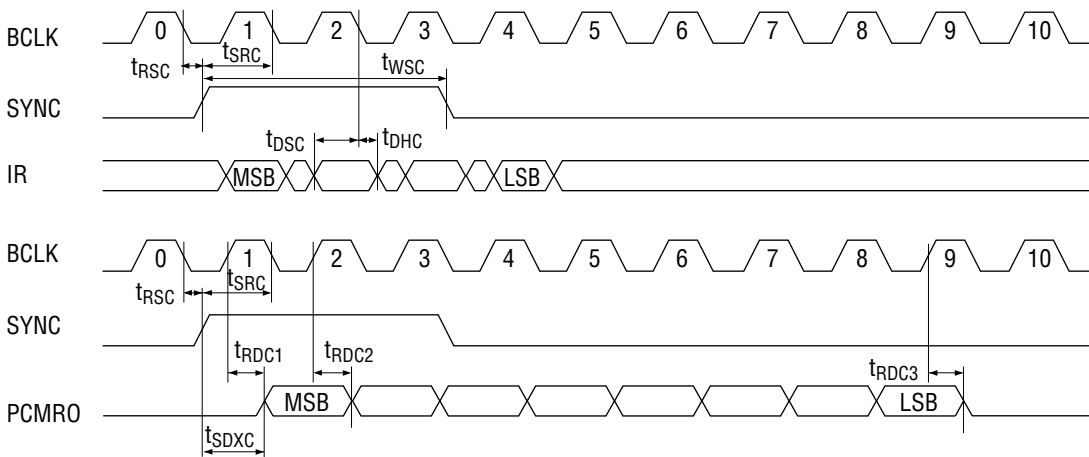 BCLK 0 1 2 3 4 5 6 7 8 9 10
tRSC tSRC tWSC
SYNC
tDSC tDHC
IR MSB LSB
BCLK 0 1 2 3 4 5 6 7 8 9 10
tRSC tSRC
SYNC
tRDC1 tRDC2 tRDC3
PCMRO MSB LSB
tSDXC